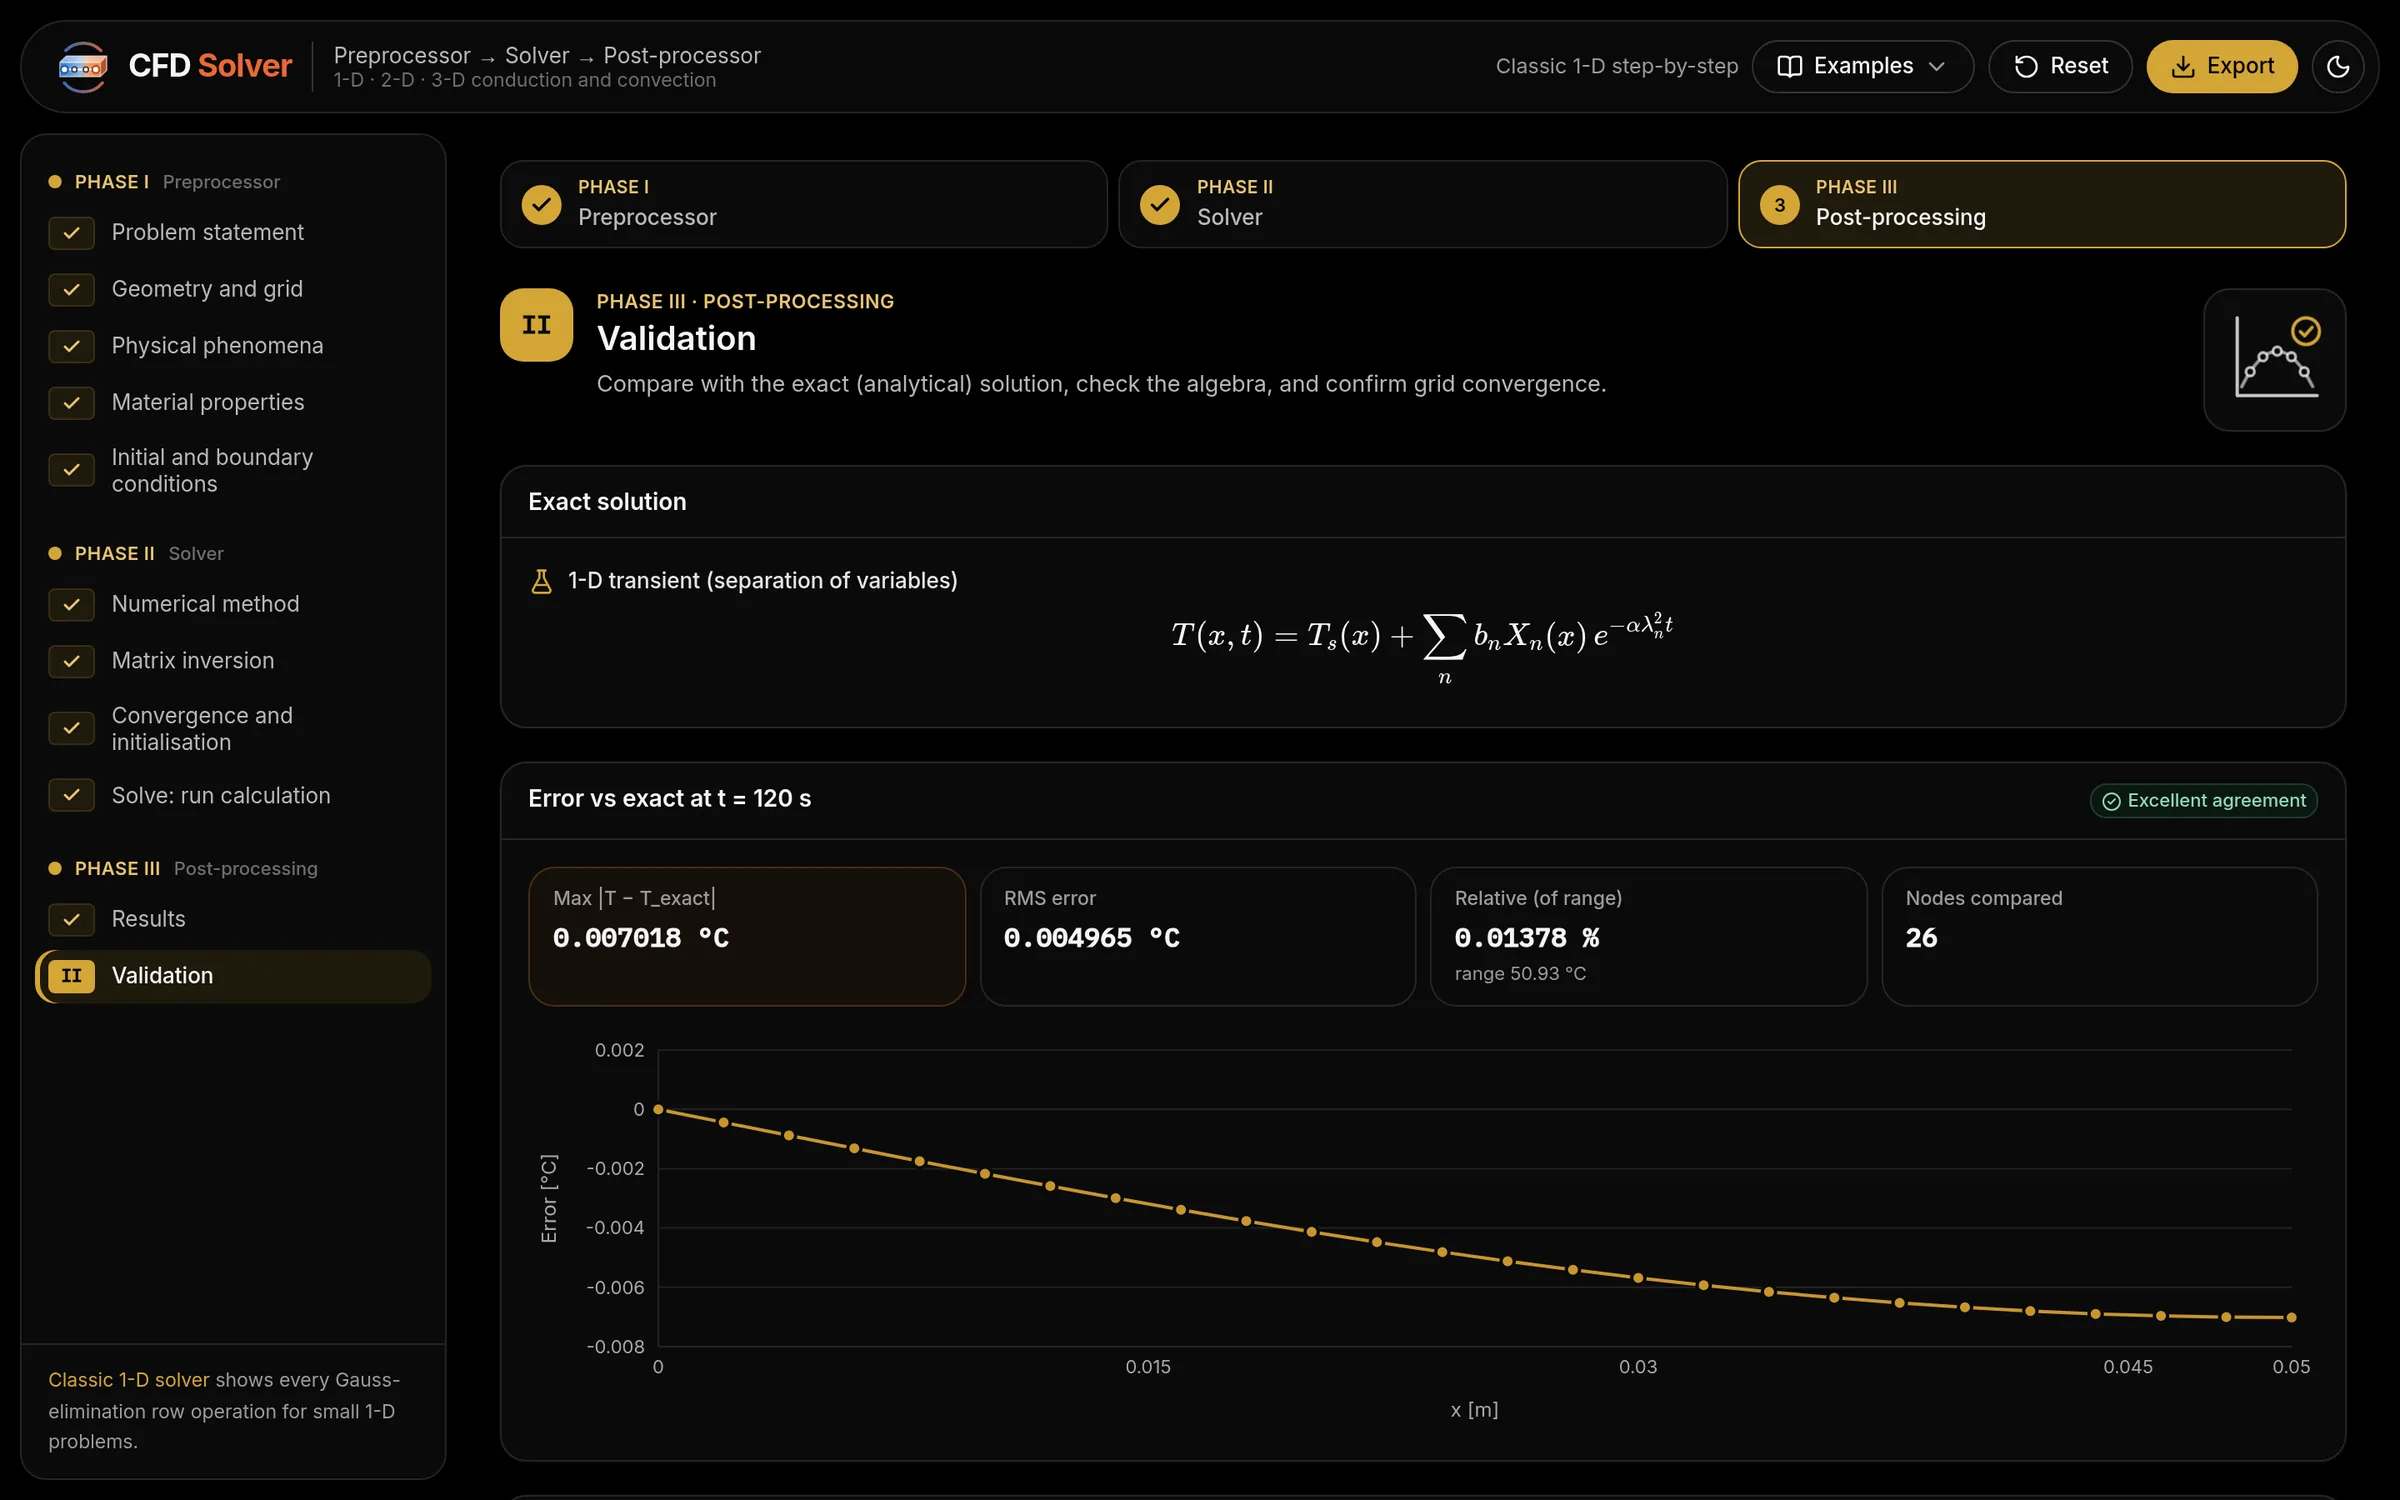 CFD Solver
Preprocessor → Solver → Post-processor
1-D · 2-D · 3-D conduction and convection
Classic 1-D step-by-step
Examples
Reset
Export
PHASE I Preprocessor
Problem statement
Geometry and grid
Physical phenomena
Material properties
Initial and boundary
conditions
PHASE II Solver
Numerical method
Matrix inversion
Convergence and
initialisation
Solve: run calculation
PHASE III Post-processing
Results
II Validation
Classic 1-D solver shows every Gauss-
elimination row operation for small 1-D
problems.
PHASE I
Preprocessor
PHASE II
Solver
3
PHASE III
Post-processing
II
PHASE III · POST-PROCESSING
Validation
Compare with the exact (analytical) solution, check the algebra, and confirm grid convergence.
Exact solution
1-D transient (separation of variables)
T(x, t) = Tₛ(x) + ∑ₙ bₙXₙ(x) e^(−αλₙ²t)
Error vs exact at t = 120 s
Excellent agreement
Max |T − T_exact|
0.007018 °C
RMS error
0.004965 °C
Relative (of range)
0.01378 %
range 50.93 °C
Nodes compared
26
0.002
0
-0.002
-0.004
-0.006
-0.008
Error [°C]
0 0.015 0.03 0.045 0.05
x [m]